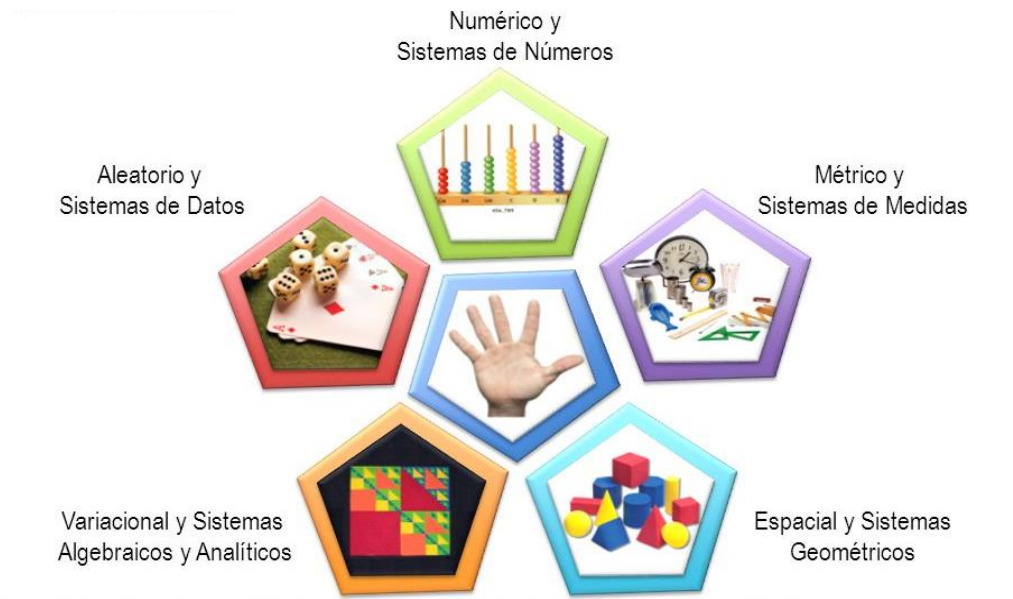 Numérico y
Sistemas de Números
Aleatorio y
Sistemas de Datos
Métrico y
Sistemas de Medidas
Variacional y Sistemas
Algebraicos y Analíticos
Espacial y Sistemas
Geométricos